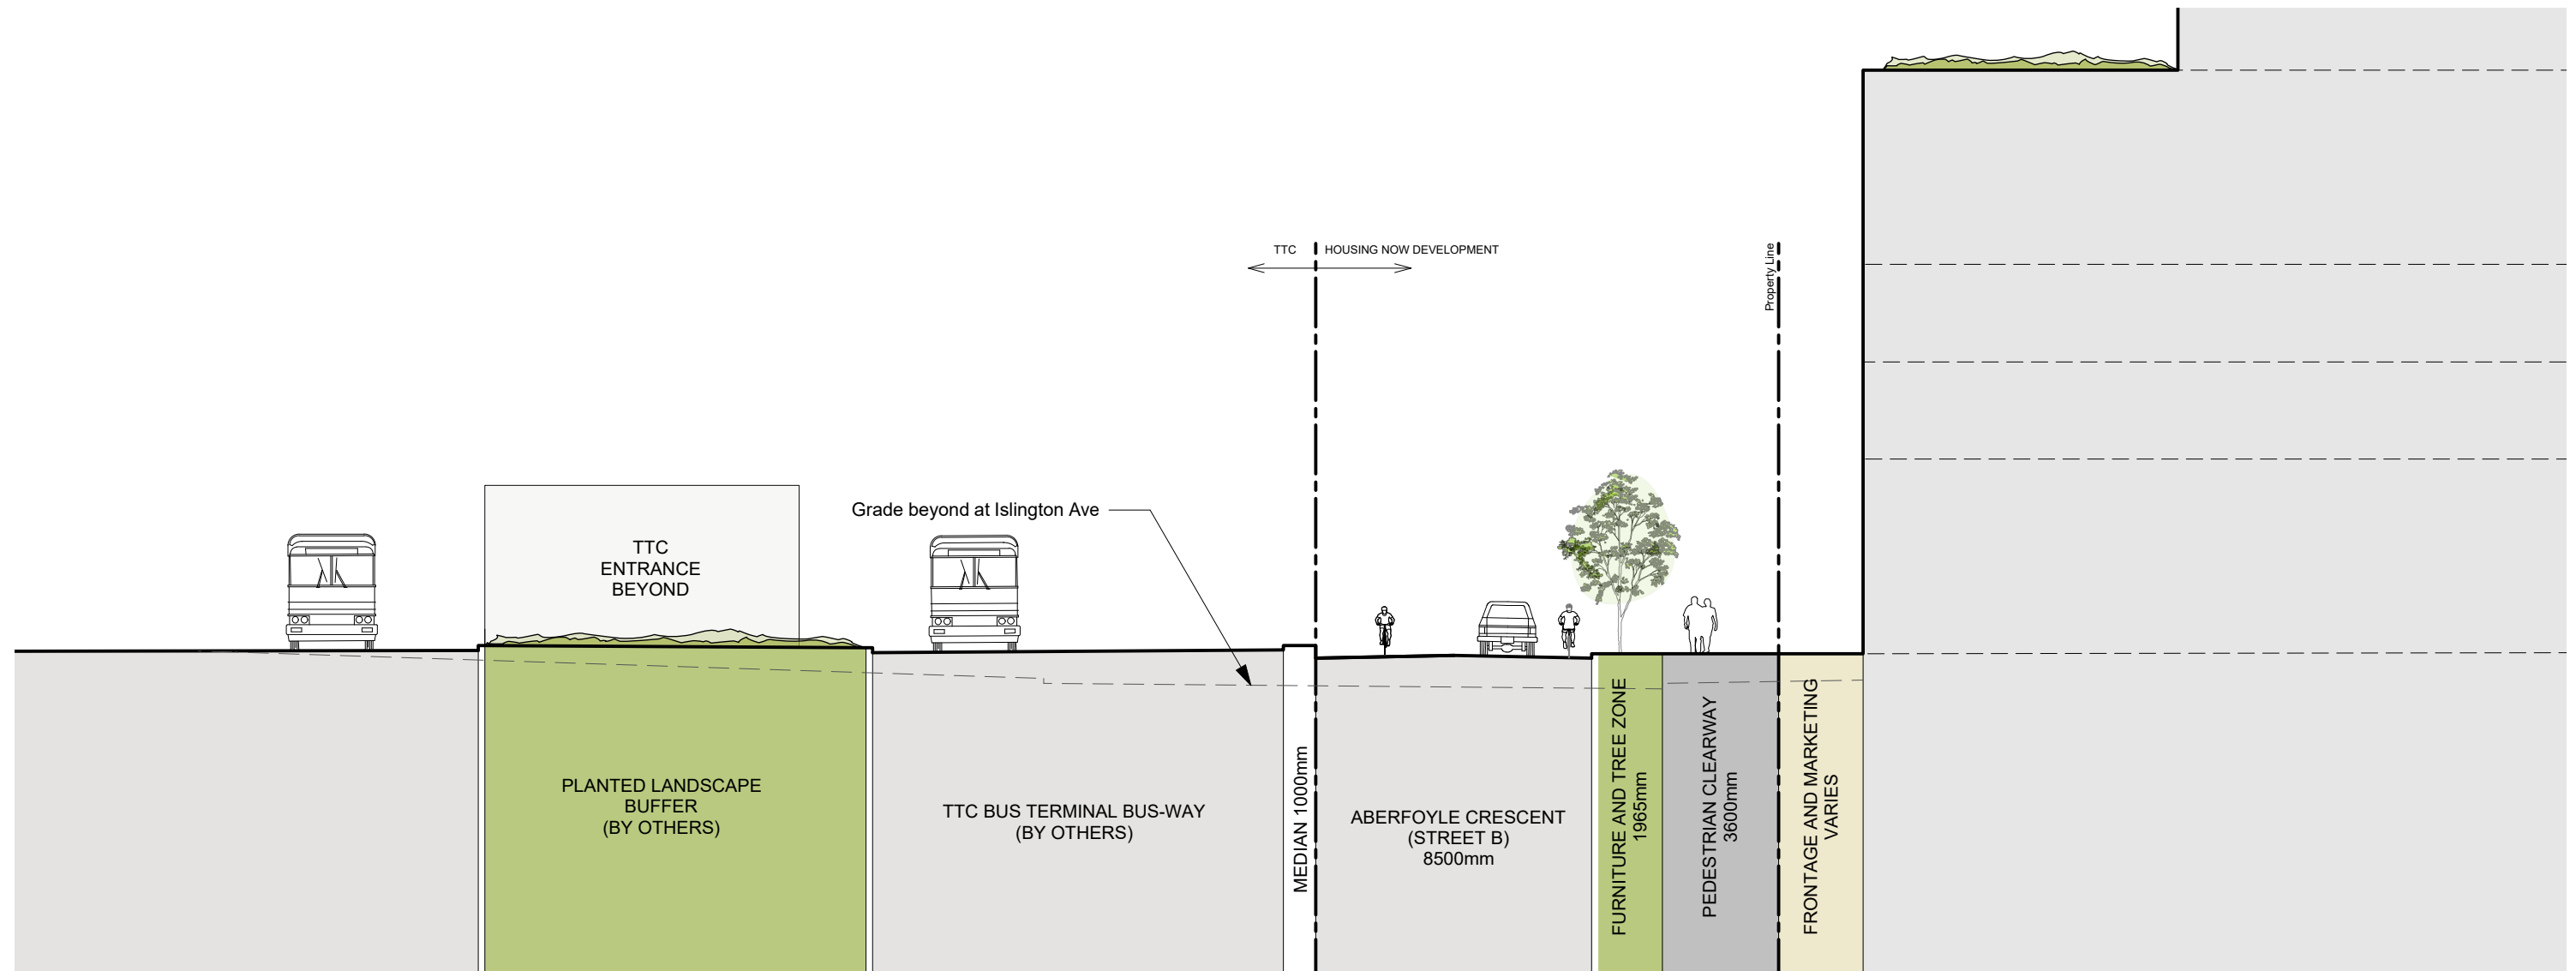 TTC
HOUSING NOW DEVELOPMENT
Property Line
Grade beyond at Islington Ave
TTC
ENTRANCE
BEYOND
PLANTED LANDSCAPE
BUFFER
(BY OTHERS)
TTC BUS TERMINAL BUS-WAY
(BY OTHERS)
MEDIAN 1000mm
ABERFOYLE CRESCENT
(STREET B)
8500mm
FURNITURE AND TREE ZONE
1965mm
PEDESTRIAN CLEARWAY
3600mm
FRONTAGE AND MARKETING
VARIES